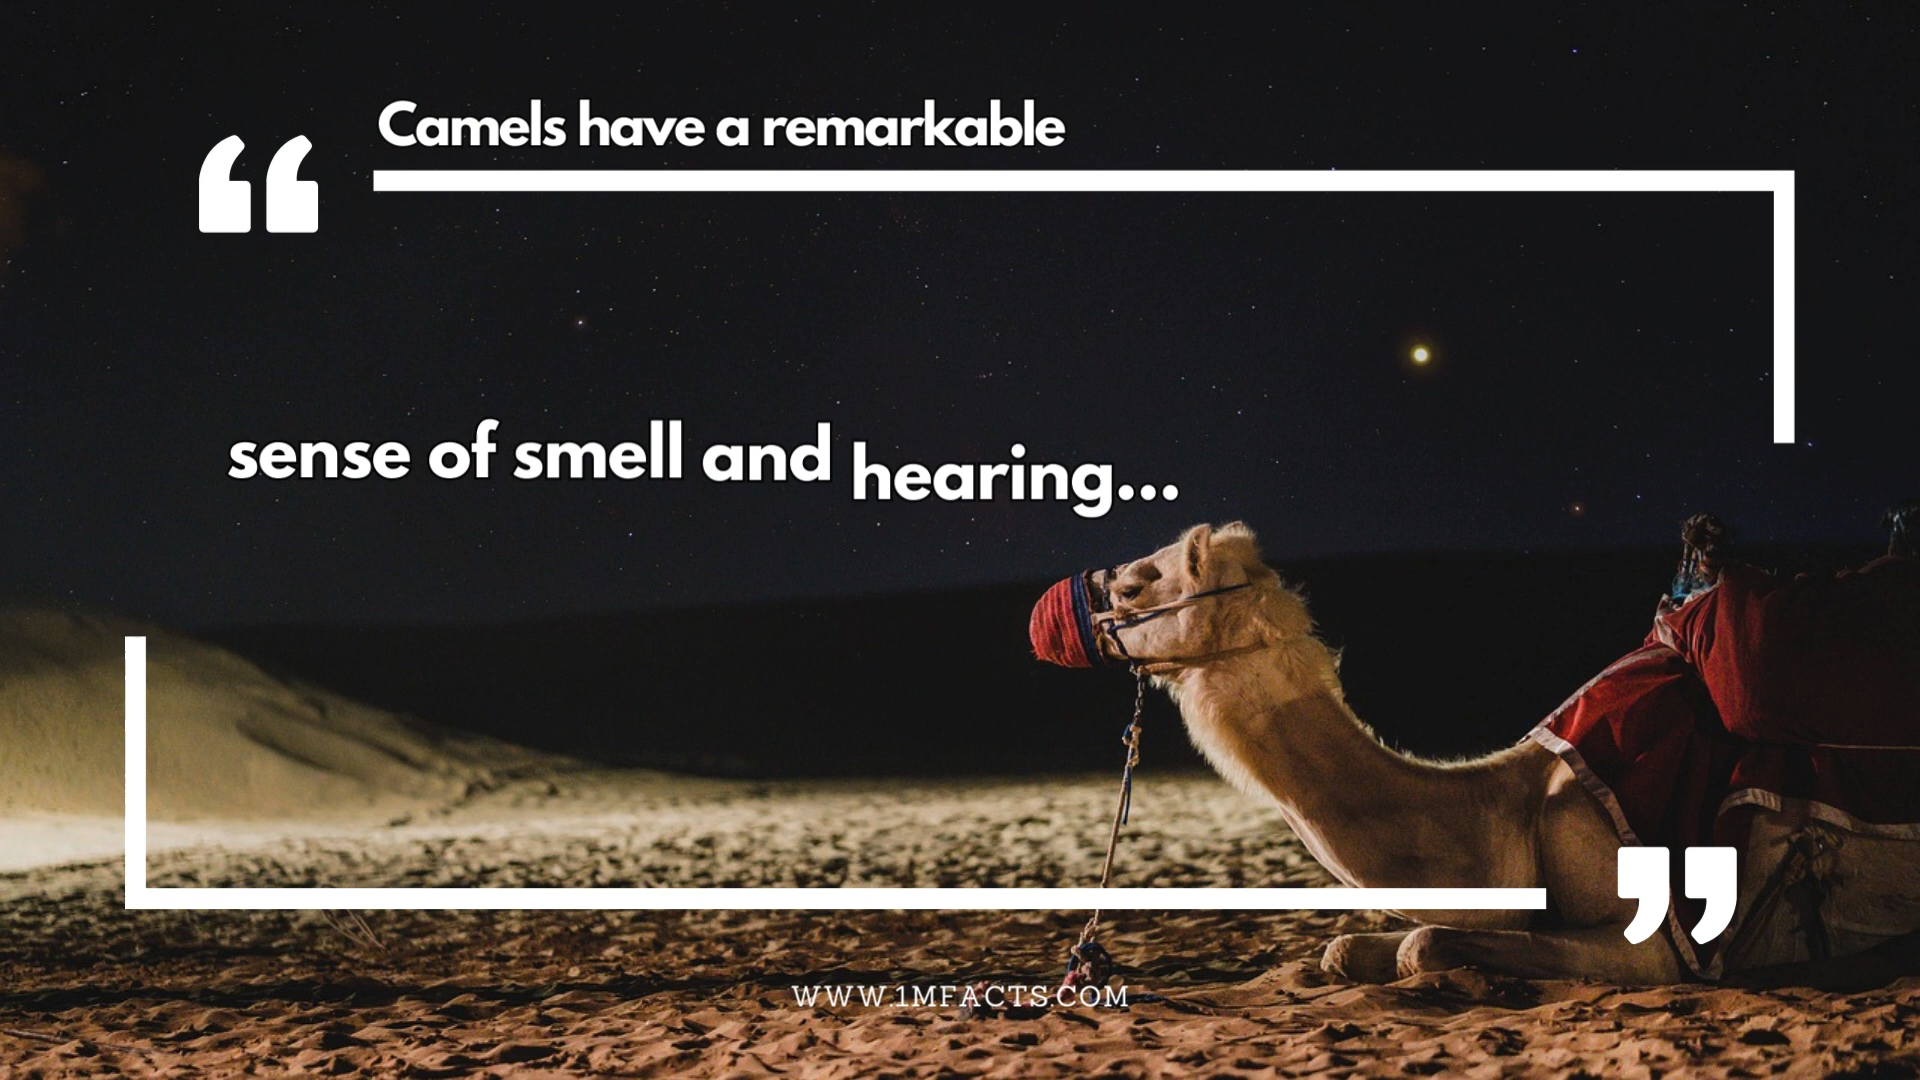 Camels have a remarkable
sense of smell and hearing...
WWW.1MFACTS.COM